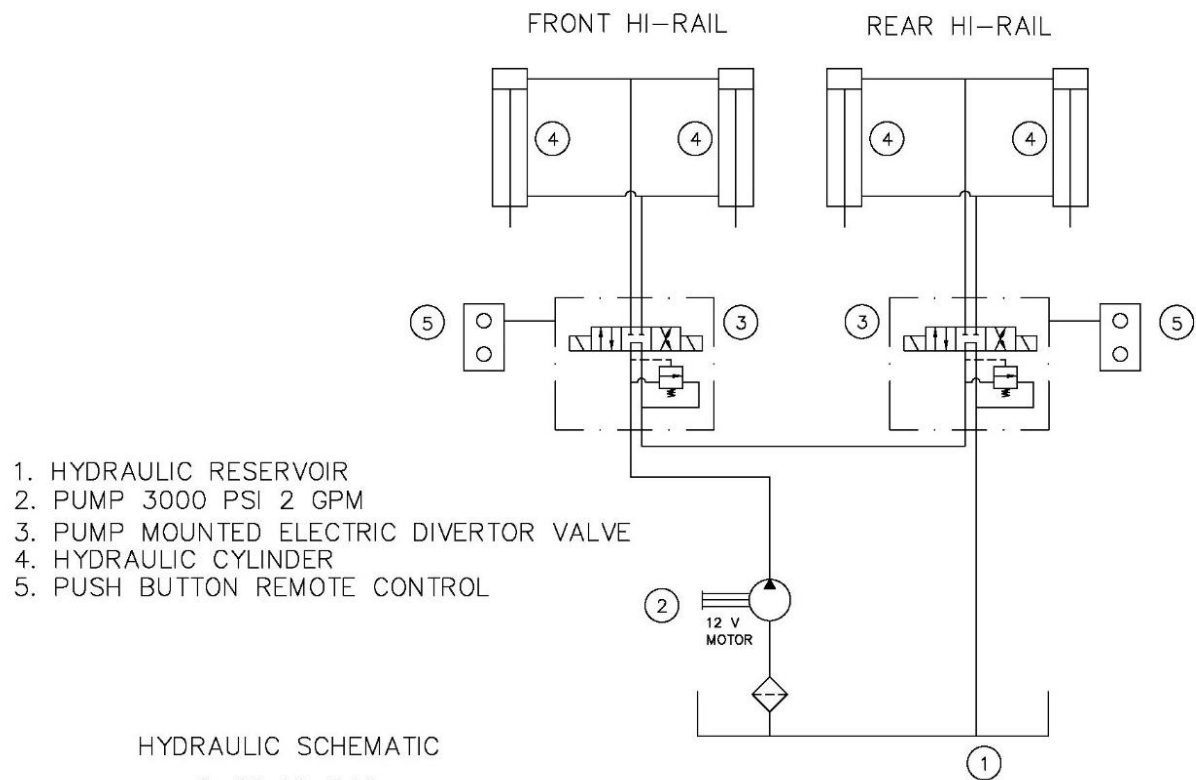 FRONT HI-RAIL
REAR HI-RAIL
4
4
4
4
5
3
3
5
1. HYDRAULIC RESERVOIR
2. PUMP 3000 PSI 2 GPM
3. PUMP MOUNTED ELECTRIC DIVERTOR VALVE
4. HYDRAULIC CYLINDER
5. PUSH BUTTON REMOTE CONTROL
2
12 V
MOTOR
HYDRAULIC SCHEMATIC
1